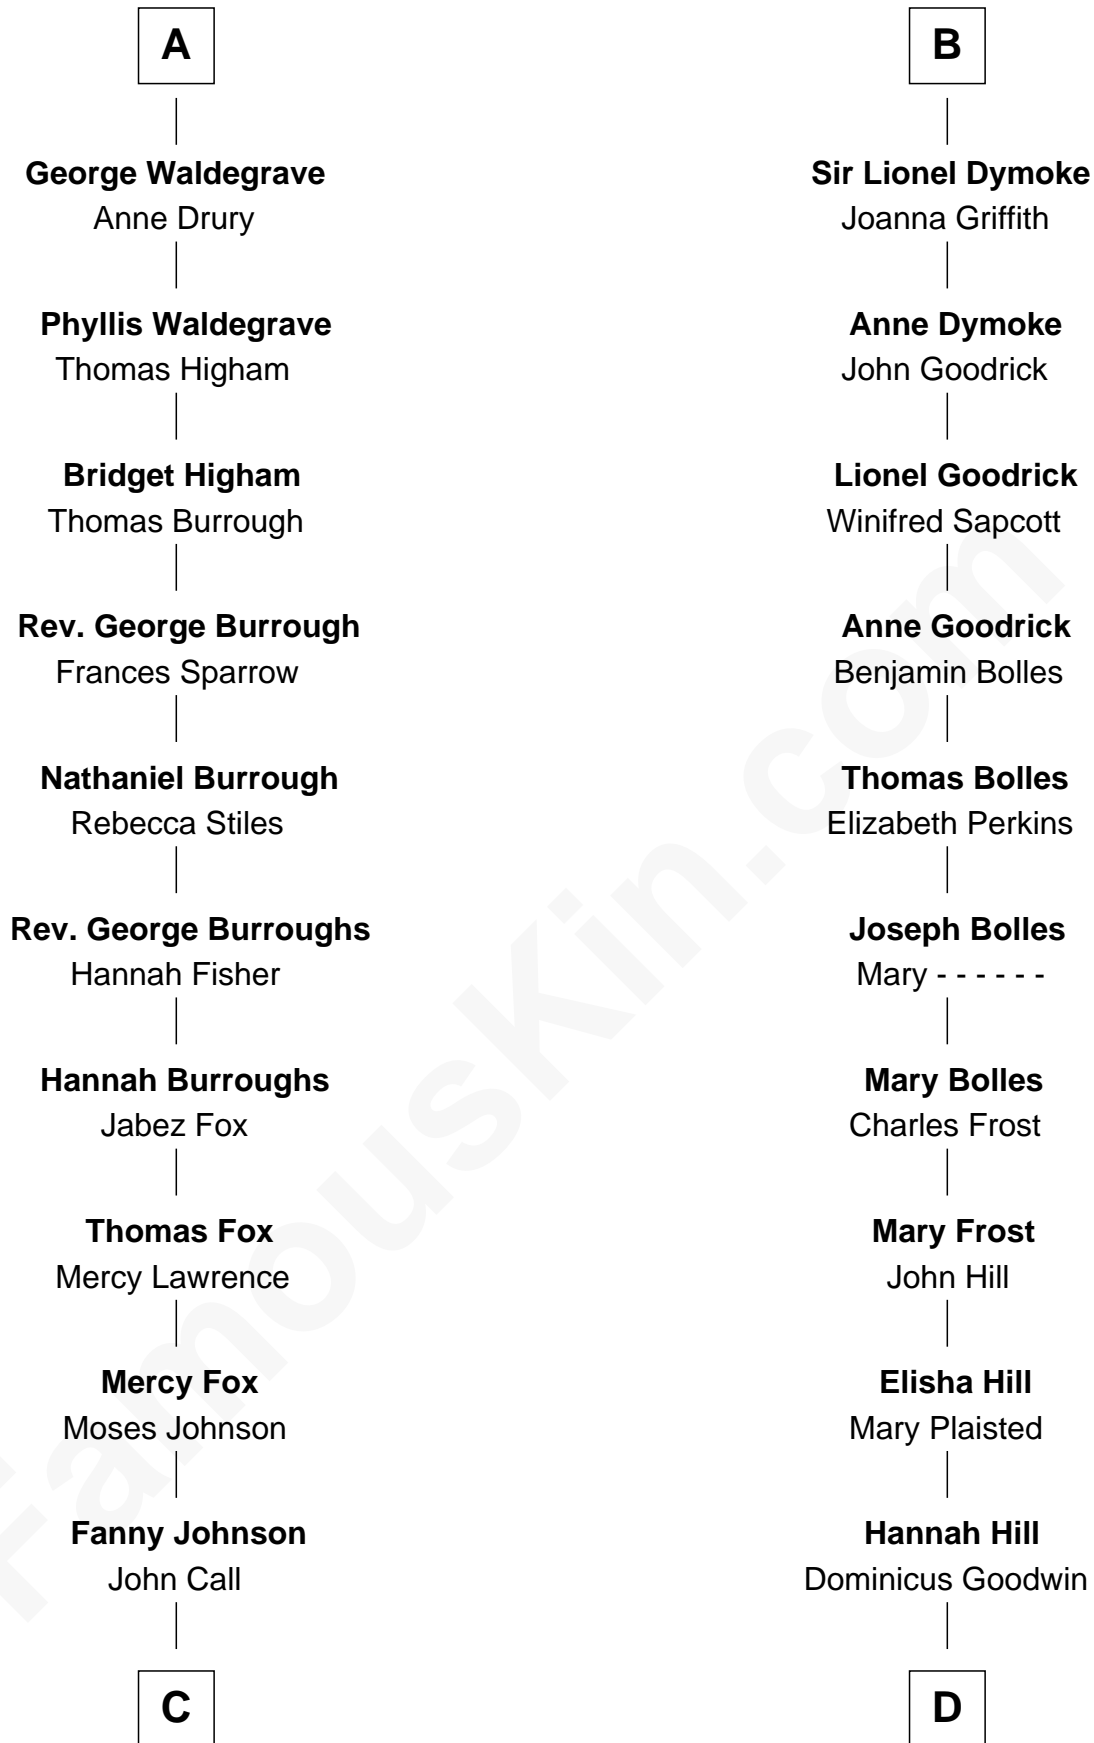 A
George Waldegrave
Anne Drury
Phyllis Waldegrave
Thomas Higham
Bridget Higham
Thomas Burrough
Rev. George Burrough
Frances Sparrow
Nathaniel Burrough
Rebecca Stiles
Rev. George Burroughs
Hannah Fisher
Hannah Burroughs
Jabez Fox
Thomas Fox
Mercy Lawrence
Mercy Fox
Moses Johnson
Fanny Johnson
John Call
C
B
Sir Lionel Dymoke
Joanna Griffith
Anne Dymoke
John Goodrick
Lionel Goodrick
Winifred Sapcott
Anne Goodrick
Benjamin Bolles
Thomas Bolles
Elizabeth Perkins
Joseph Bolles
Mary - - - - - -
Mary Bolles
Charles Frost
Mary Frost
John Hill
Elisha Hill
Mary Plaisted
Hannah Hill
Dominicus Goodwin
D
FamousKin.com